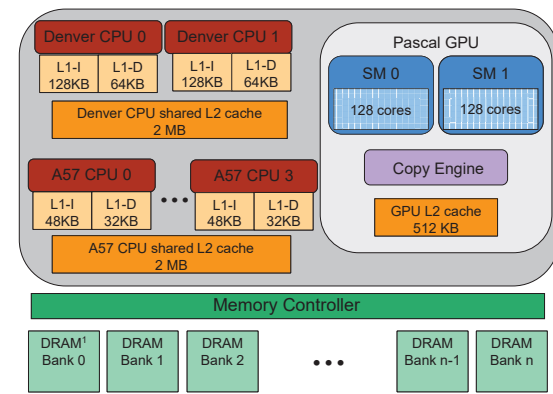 Denver CPU 0
Denver CPU 1
L1-I
128KB
L1-D
64KB
L1-I
128KB
L1-D
64KB
Denver CPU shared L2 cache
2 MB
A57 CPU 0
A57 CPU 3
L1-I
48KB
L1-D
32KB
•••
L1-I
48KB
L1-D
32KB
A57 CPU shared L2 cache
2 MB
Pascal GPU
SM 0
128 cores
SM 1
128 cores
Copy Engine
GPU L2 cache
512 KB
Memory Controller
DRAM¹
Bank 0
DRAM
Bank 1
DRAM
Bank 2
•••
DRAM
Bank n-1
DRAM
Bank n